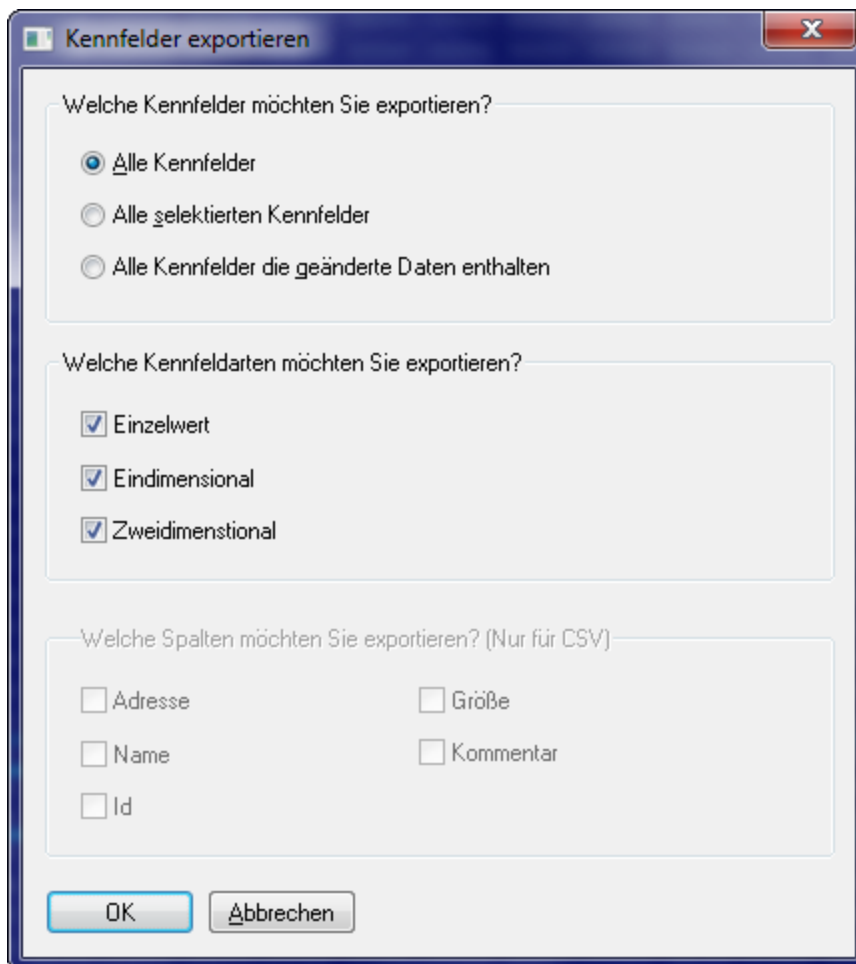 Kennfelder exportieren
Welche Kennfelder möchten Sie exportieren?
Alle Kennfelder
Alle selektierten Kennfelder
Alle Kennfelder die geänderte Daten enthalten
Welche Kennfeldarten möchten Sie exportieren?
Einzelwert
Eindimensional
Zweidimenstional
Welche Spalten möchten Sie exportieren? (Nur für CSV)
Adresse
Größe
Name
Kommentar
Id
OK
Abbrechen